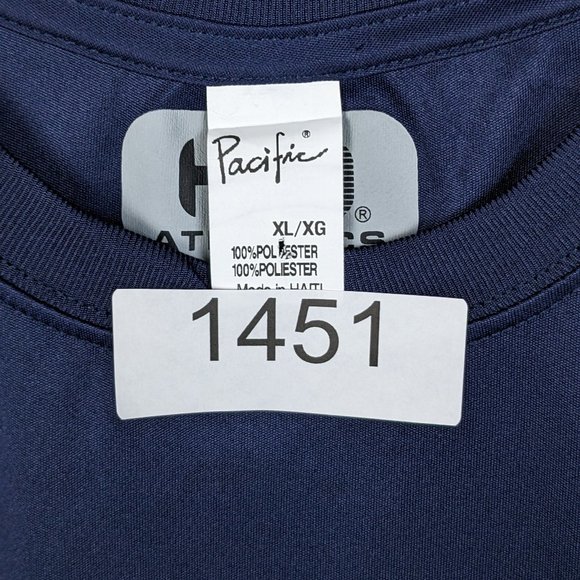 Pacific®
XL/XG
100%POLYESTER
100%POLIESTER
Made in HAITI
1451
®